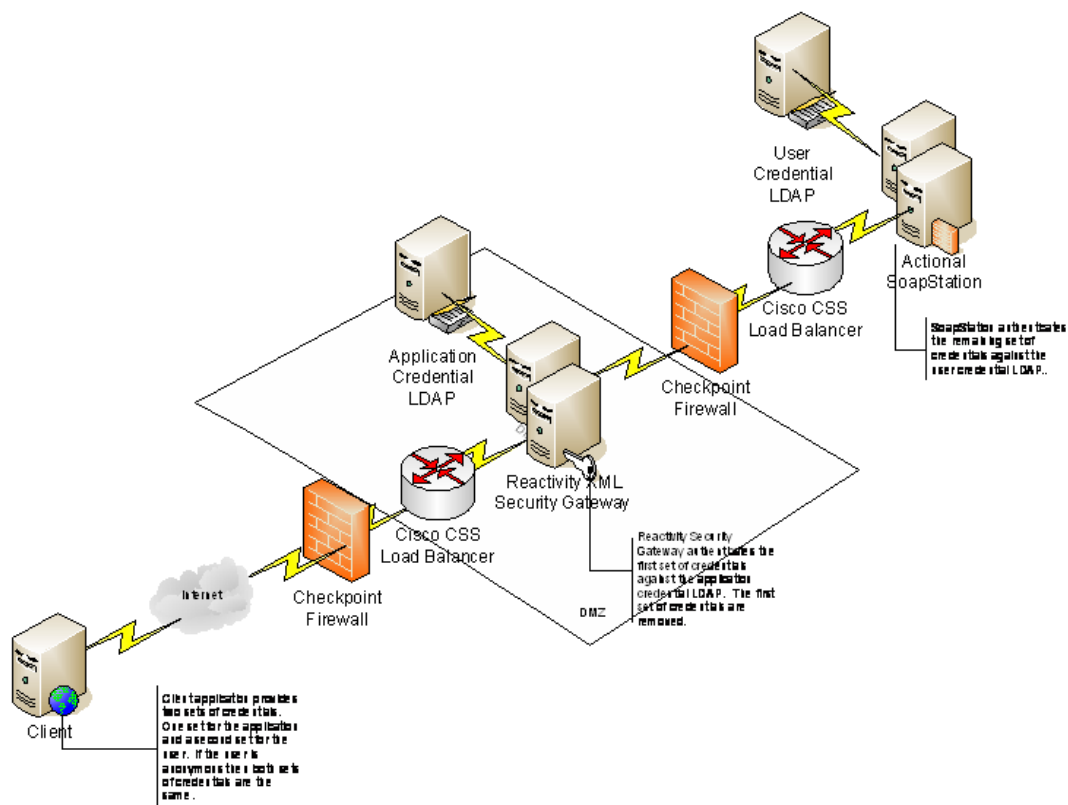 User
Credential
LDAP
Actional
SoapStation
Cisco CSS
Load Balancer
SoapStation authenticates
the remaining set of
credentials against the
user credential LDAP..
Application
Credential
LDAP
Checkpoint
Firewall
Reactivity XML
Security Gateway
Cisco CSS
Load Balancer
Reactivity Security
Gateway authenticates the
first set of credentials
against the application
credential LDAP. The first
set of credentials are
removed.
DMZ
Internet
Checkpoint
Firewall
Client
Client application provides
two sets of credentials.
One set for the application
and a second set for the
user. If the user is
anonymous then both sets
of credentials are the
same.